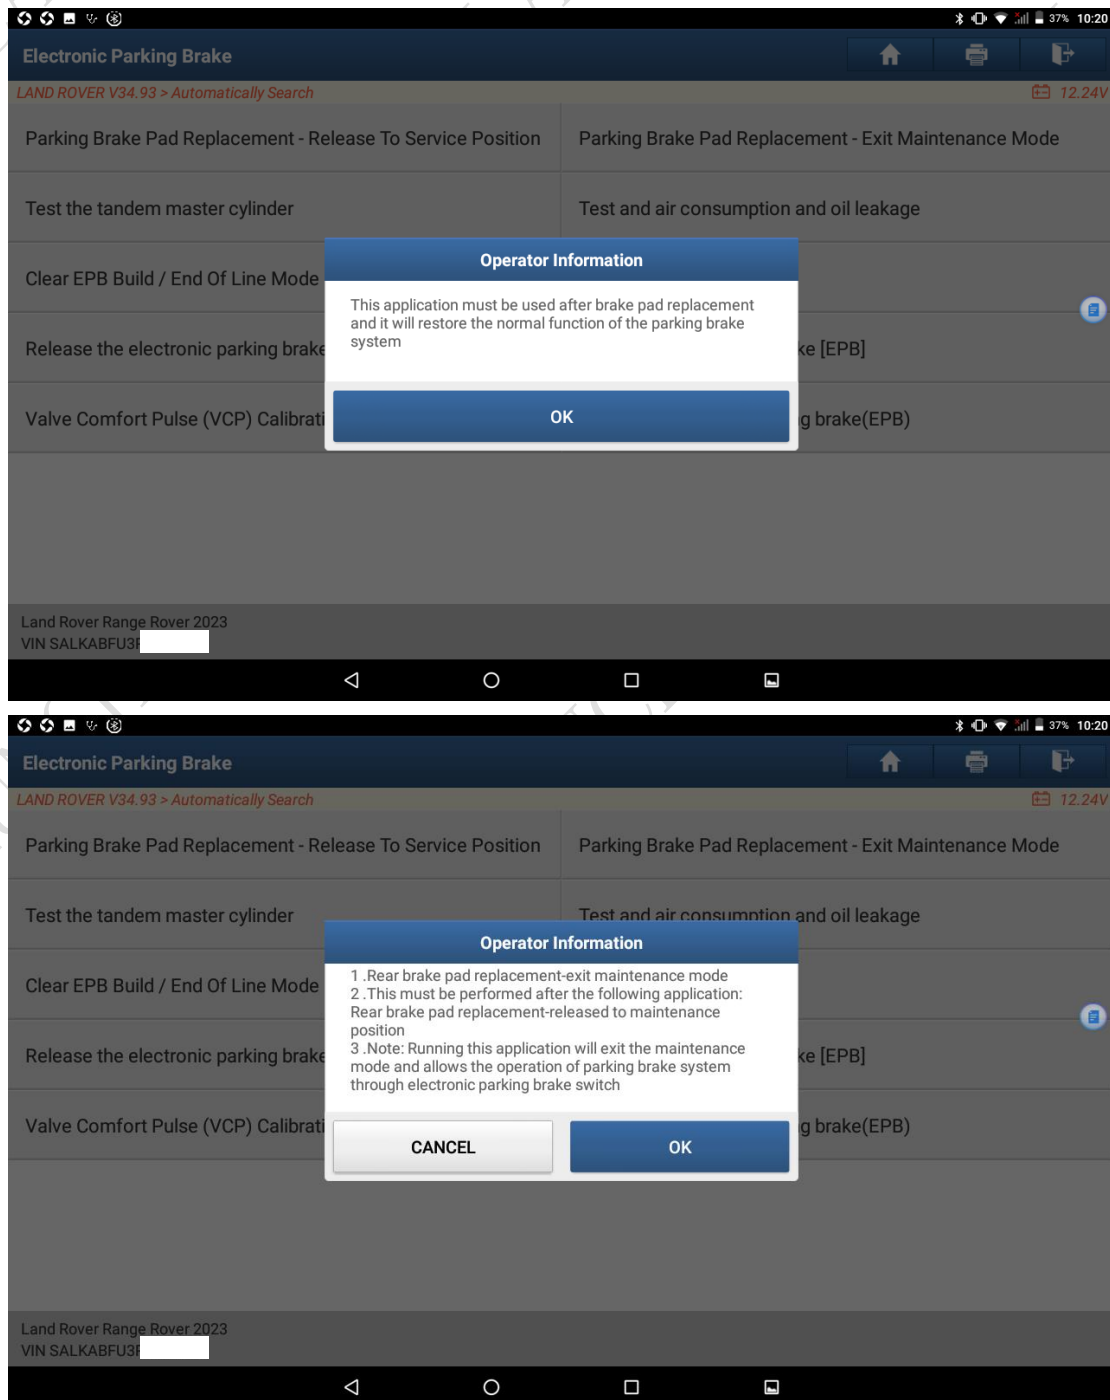 37% 10:20
Electronic Parking Brake
LAND ROVER V34.93 > Automatically Search 12.24V
Parking Brake Pad Replacement - Release To Service Position Parking Brake Pad Replacement - Exit Maintenance Mode
Test the tandem master cylinder Test and air consumption and oil leakage
Operator Information
Clear EPB Build / End Of Line Mode
This application must be used after brake pad replacement
and it will restore the normal function of the parking brake
system
Release the electronic parking brake ke [EPB]
Valve Comfort Pulse (VCP) Calibrati OK g brake(EPB)
Land Rover Range Rover 2023
VIN SALKABFU3
37% 10:20
Electronic Parking Brake
LAND ROVER V34.93 > Automatically Search 12.24V
Parking Brake Pad Replacement - Release To Service Position Parking Brake Pad Replacement - Exit Maintenance Mode
Test the tandem master cylinder Test and air consumption and oil leakage
Operator Information
Clear EPB Build / End Of Line Mode
1 .Rear brake pad replacement-exit maintenance mode
2 .This must be performed after the following application:
Rear brake pad replacement-released to maintenance
position
3 .Note: Running this application will exit the maintenance
mode and allows the operation of parking brake system
through electronic parking brake switch
Release the electronic parking brake ke [EPB]
Valve Comfort Pulse (VCP) Calibrati CANCEL OK g brake(EPB)
Land Rover Range Rover 2023
VIN SALKABFU3